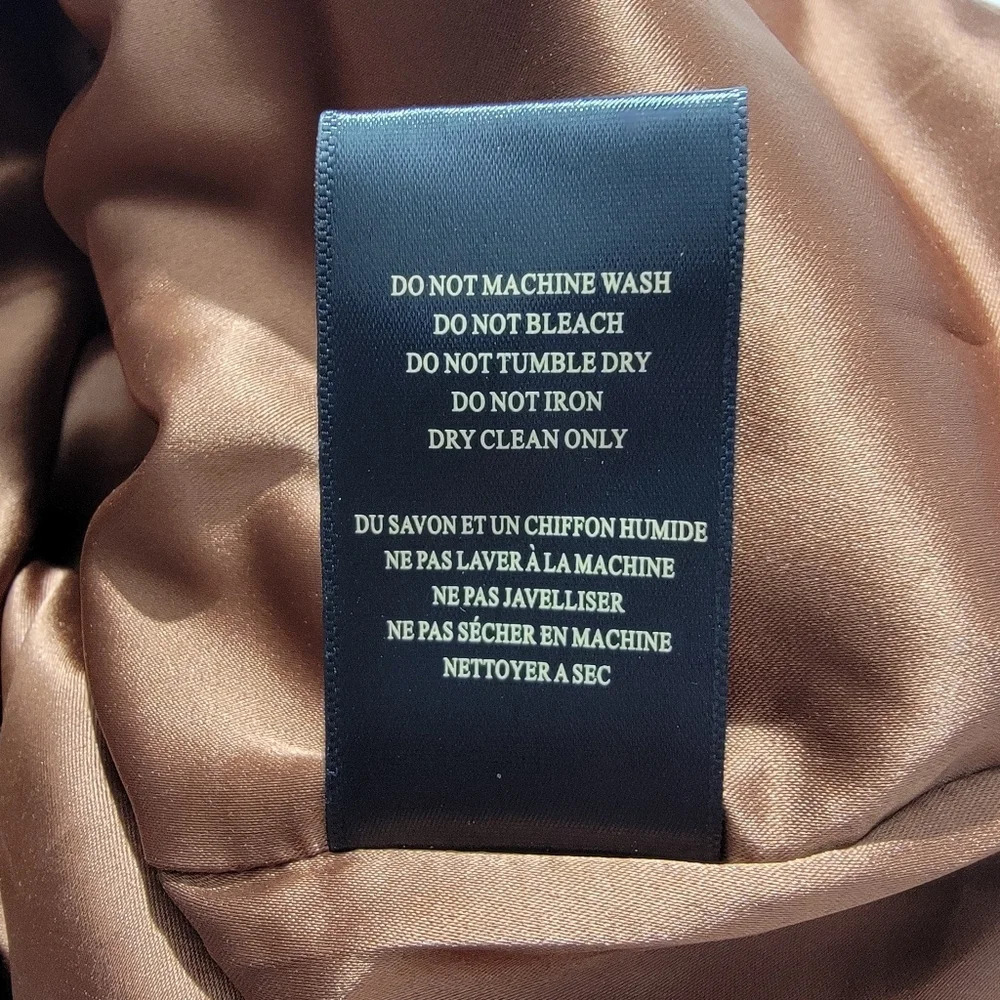 DO NOT MACHINE WASH
DO NOT BLEACH
DO NOT TUMBLE DRY
DO NOT IRON
DRY CLEAN ONLY
DU SAVON ET UN CHIFFON HUMIDE
NE PAS LAVER À LA MACHINE
NE PAS JAVELLISER
NE PAS SÉCHER EN MACHINE
NETTOYER A SEC